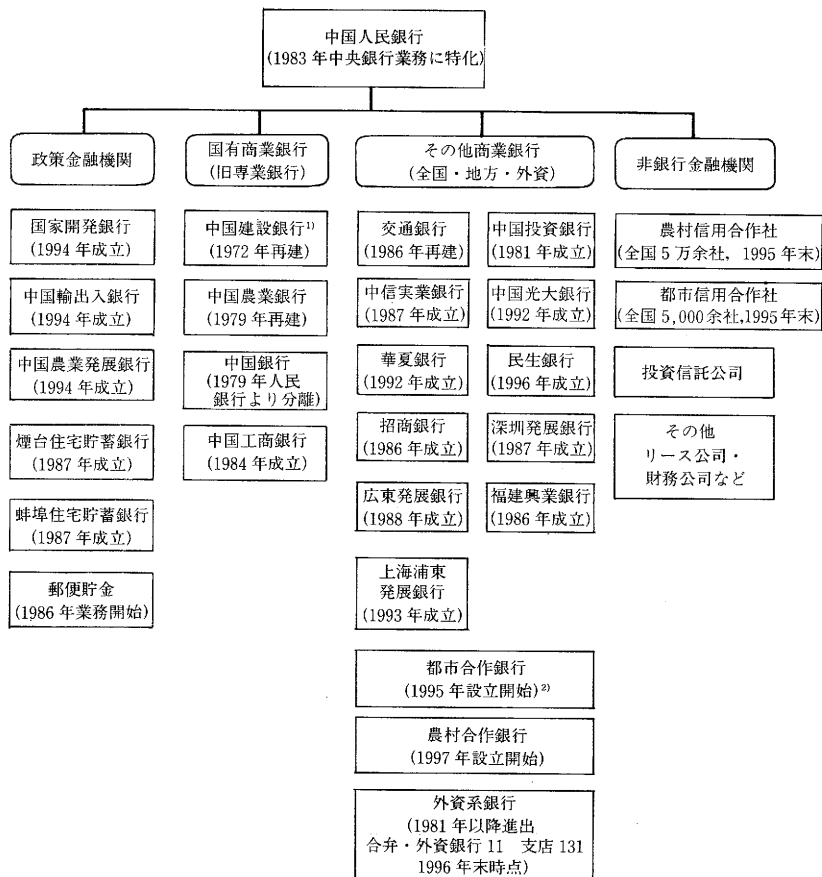 中国人民銀行
(1983年中央銀行業務に特化)
政策金融機関
国有商業銀行
(旧専業銀行)
その他商業銀行
(全国・地方・外資)
非銀行金融機関
国家開発銀行
(1994年成立)
中国輸出入銀行
(1994年成立)
中国農業発展銀行
(1994年成立)
煙台住宅貯蓄銀行
(1987年成立)
蚌埠住宅貯蓄銀行
(1987年成立)
郵便貯金
(1986年業務開始)
中国建設銀行1)
(1972年再建)
中国農業銀行
(1979年再建)
中国銀行
(1979年人民
銀行より分離)
中国工商銀行
(1984年成立)
交通銀行
(1986年再建)
中信実業銀行
(1987年成立)
華夏銀行
(1992年成立)
招商銀行
(1986年成立)
広東発展銀行
(1988年成立)
上海浦東
発展銀行
(1993年成立)
中国投資銀行
(1981年成立)
中国光大銀行
(1992年成立)
民生銀行
(1996年成立)
深圳発展銀行
(1987年成立)
福建興業銀行
(1986年成立)
都市合作銀行
(1995年設立開始)2)
農村合作銀行
(1997年設立開始)
外資系銀行
(1981年以降進出
合弁・外資銀行11 支店131
1996年末時点)
農村信用合作社
(全国5万余社, 1995年末)
都市信用合作社
(全国5,000余社,1995年末)
投資信託公司
その他
リース公司・
財務公司など